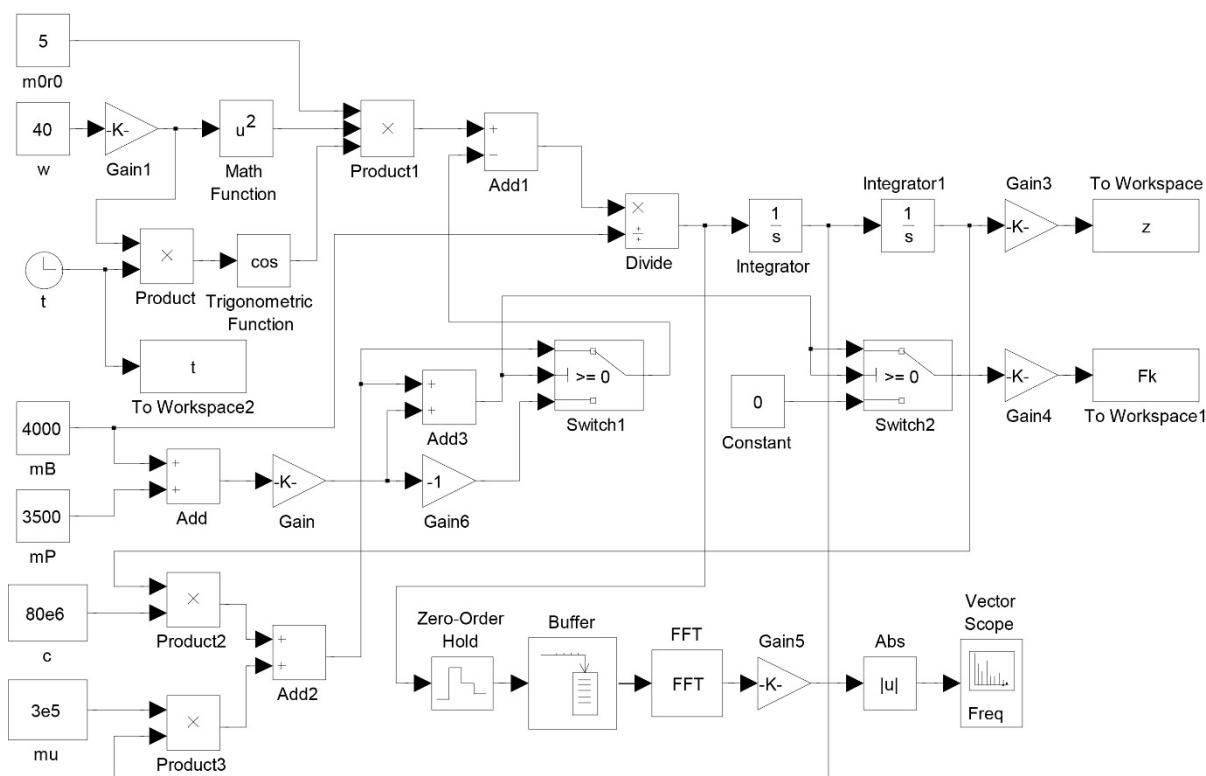 5
m0r0
40
w
-K-
Gain1
u2
Math
Function
×
Product1
+
−
Add1
×
÷
Divide
1
s
Integrator
Integrator1
1
s
Gain3
-K-
To Workspace
z
t
×
Product
cos
Trigonometric
Function
t
To Workspace2
4000
mB
3500
mP
+
+
Add
-K-
Gain
+
+
Add3
-1
Gain6
>= 0
Switch1
0
Constant
>= 0
Switch2
-K-
Gain4
Fk
To Workspace1
80e6
c
×
Product2
3e5
mu
×
Product3
+
+
Add2
Zero-Order
Hold
Buffer
FFT
FFT
Gain5
-K-
Abs
|u|
Vector
Scope
Freq